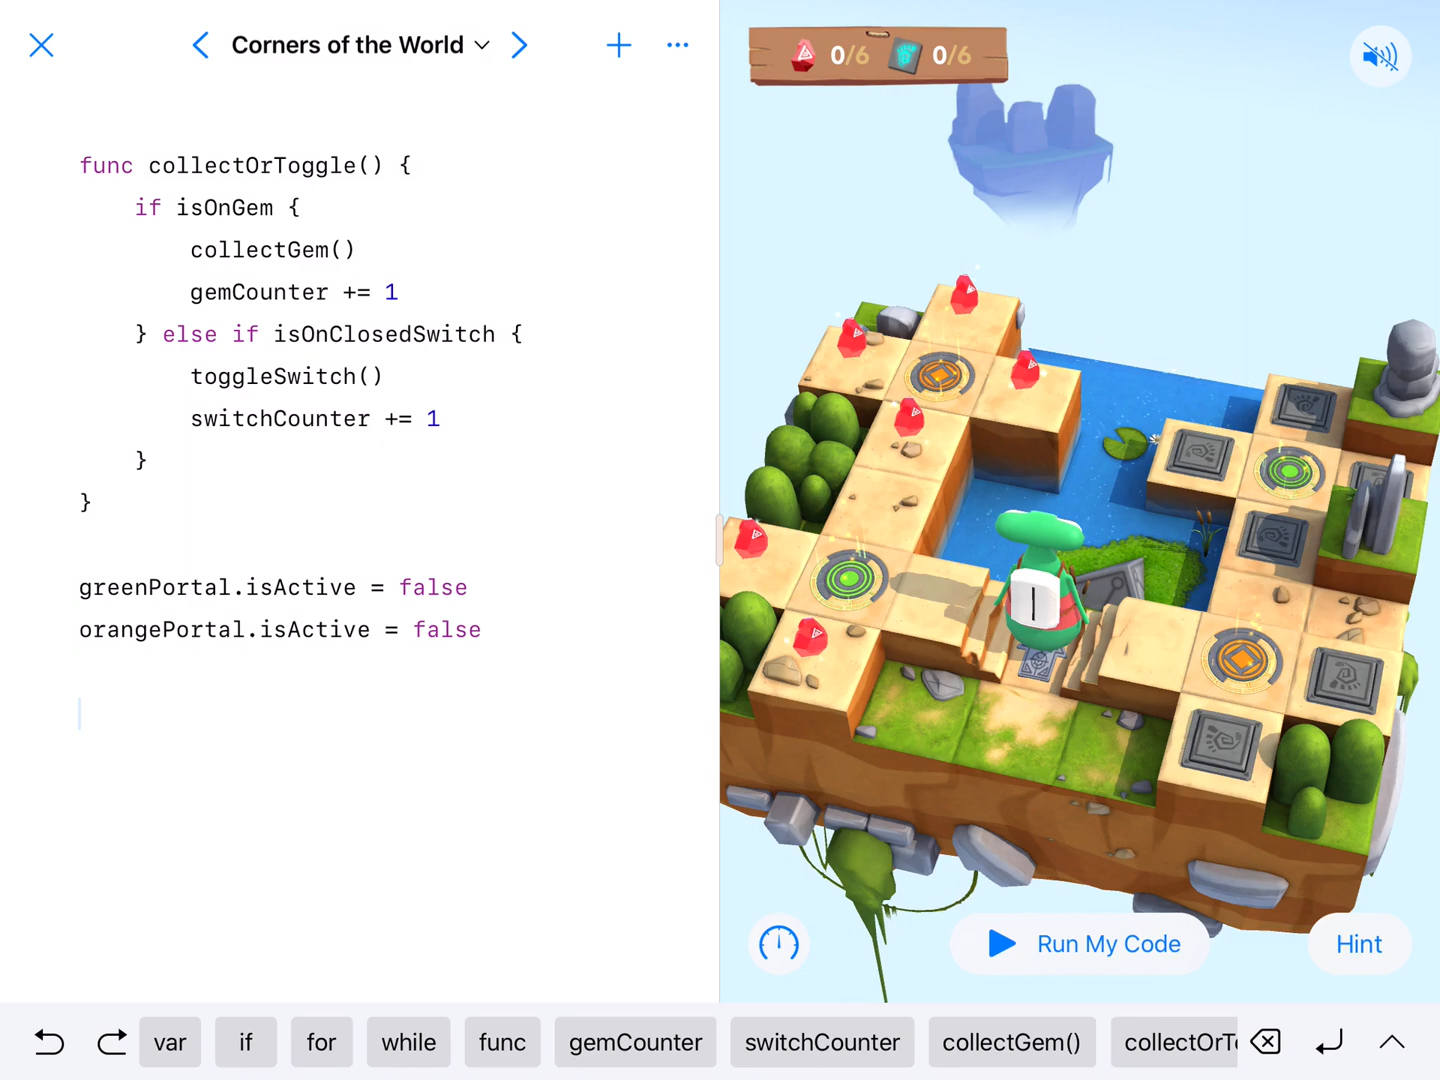 Corners of the World
func collectOrToggle() {
if isOnGem {
collectGem()
gemCounter += 1
} else if isOnClosedSwitch {
toggleSwitch()
switchCounter += 1
}
}
greenPortal.isActive = false
orangePortal.isActive = false
0/6 0/6
Run My Code
Hint
var if for while func gemCounter switchCounter collectGem() collectOrTo